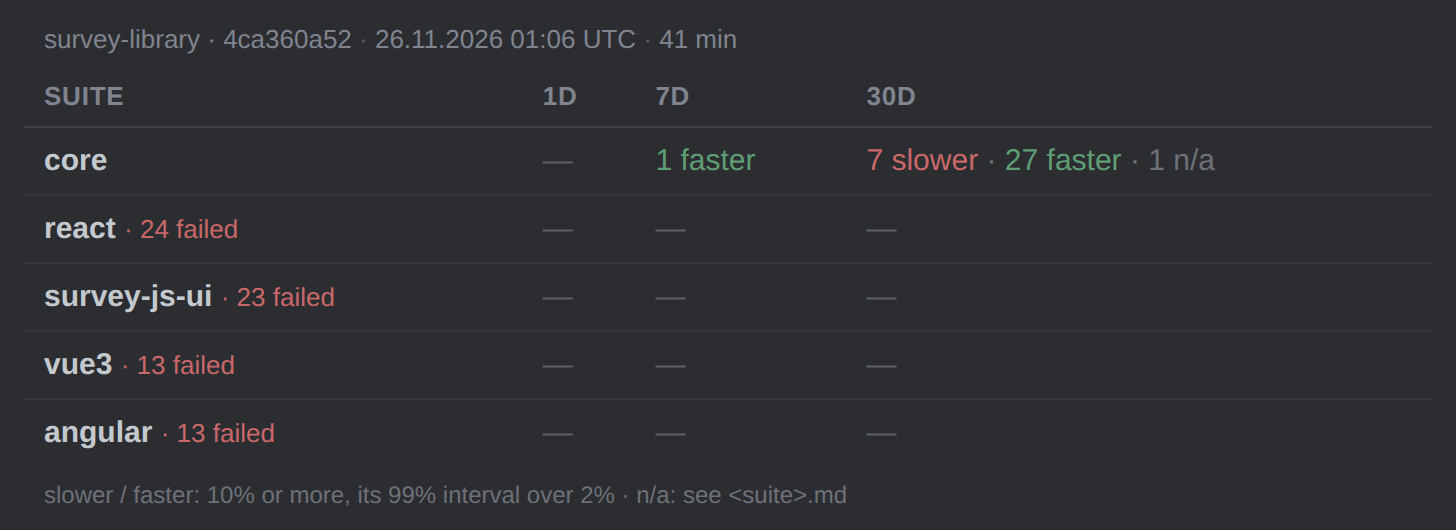 survey-library · 4ca360a52 · 26.11.2026 01:06 UTC · 41 min
SUITE 1D 7D 30D
core — 1 faster 7 slower · 27 faster · 1 n/a
react · 24 failed — — —
survey-js-ui · 23 failed — — —
vue3 · 13 failed — — —
angular · 13 failed — — —
slower / faster: 10% or more, its 99% interval over 2% · n/a: see <suite>.md